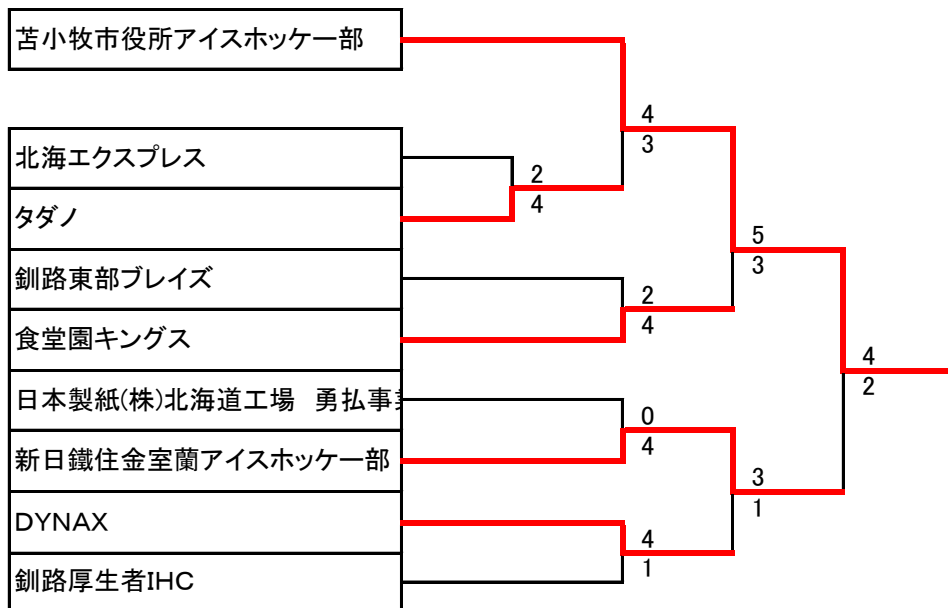 苫小牧市役所アイスホッケー部
4
3
北海エクスプレス
2
4
タダノ
5
3
釧路東部ブレイズ
2
4
食堂園キングス
4
2
日本製紙(株)北海道工場　勇払事
0
4
新日鐵住金室蘭アイスホッケー部
3
1
DYNAX
4
1
釧路厚生者IHC